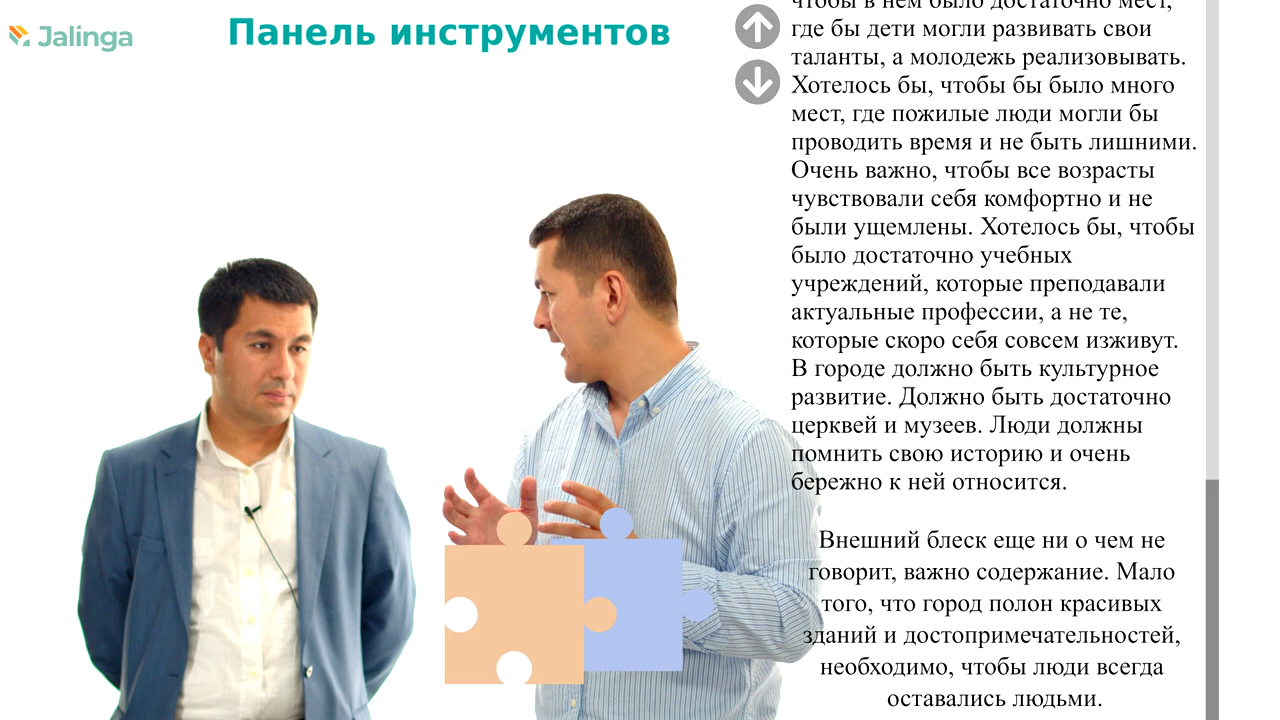 Jalinga
Панель инструментов
чтобы в нем было достаточно мест,
где бы дети могли развивать свои
таланты, а молодежь реализовывать.
Хотелось бы, чтобы бы было много
мест, где пожилые люди могли бы
проводить время и не быть лишними.
Очень важно, чтобы все возрасты
чувствовали себя комфортно и не
были ущемлены. Хотелось бы, чтобы
было достаточно учебных
учреждений, которые преподавали
актуальные профессии, а не те,
которые скоро себя совсем изживут.
В городе должно быть культурное
развитие. Должно быть достаточно
церквей и музеев. Люди должны
помнить свою историю и очень
бережно к ней относится.
Внешний блеск еще ни о чем не
говорит, важно содержание. Мало
того, что город полон красивых
зданий и достопримечательностей,
необходимо, чтобы люди всегда
оставались людьми.